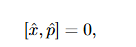 [x̂, p̂] = 0,